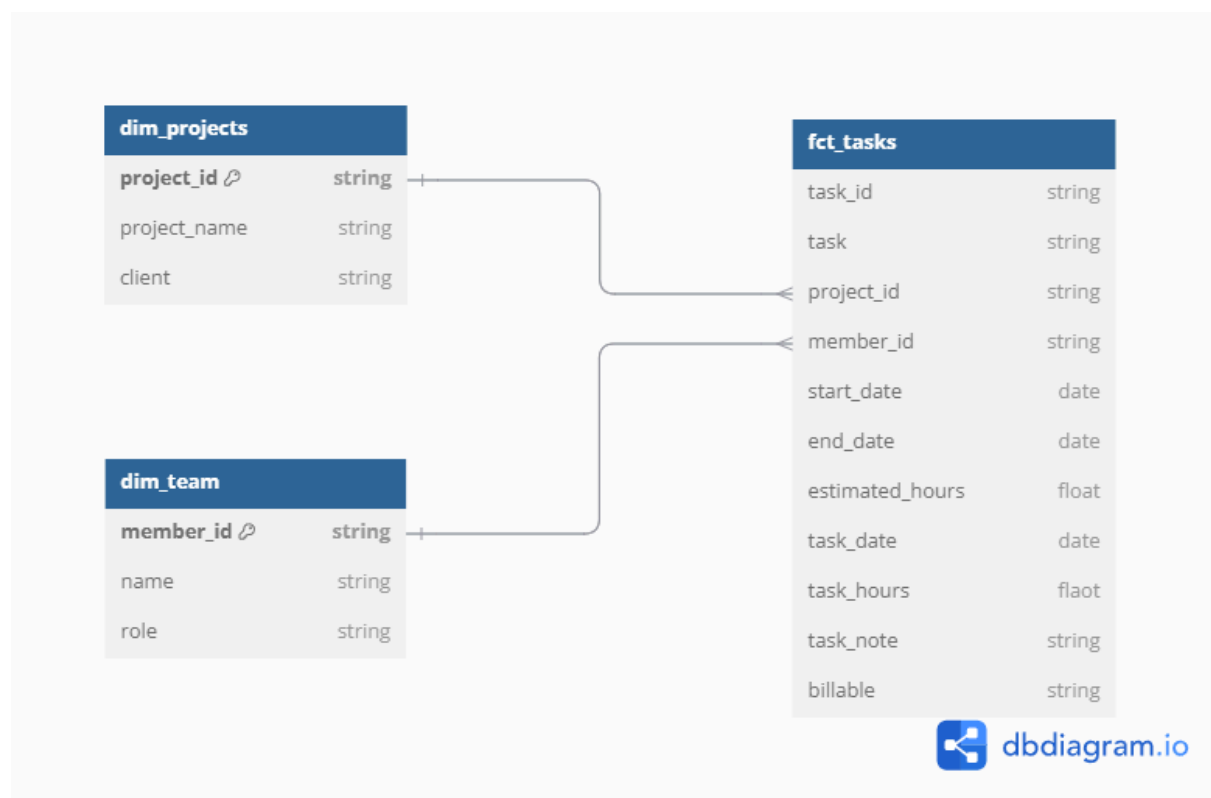 dim_projects
project_id string
project_name string
client string
dim_team
member_id string
name string
role string
fct_tasks
task_id string
task string
project_id string
member_id string
start_date date
end_date date
estimated_hours float
task_date date
task_hours flaot
task_note string
billable string
dbdiagram.io